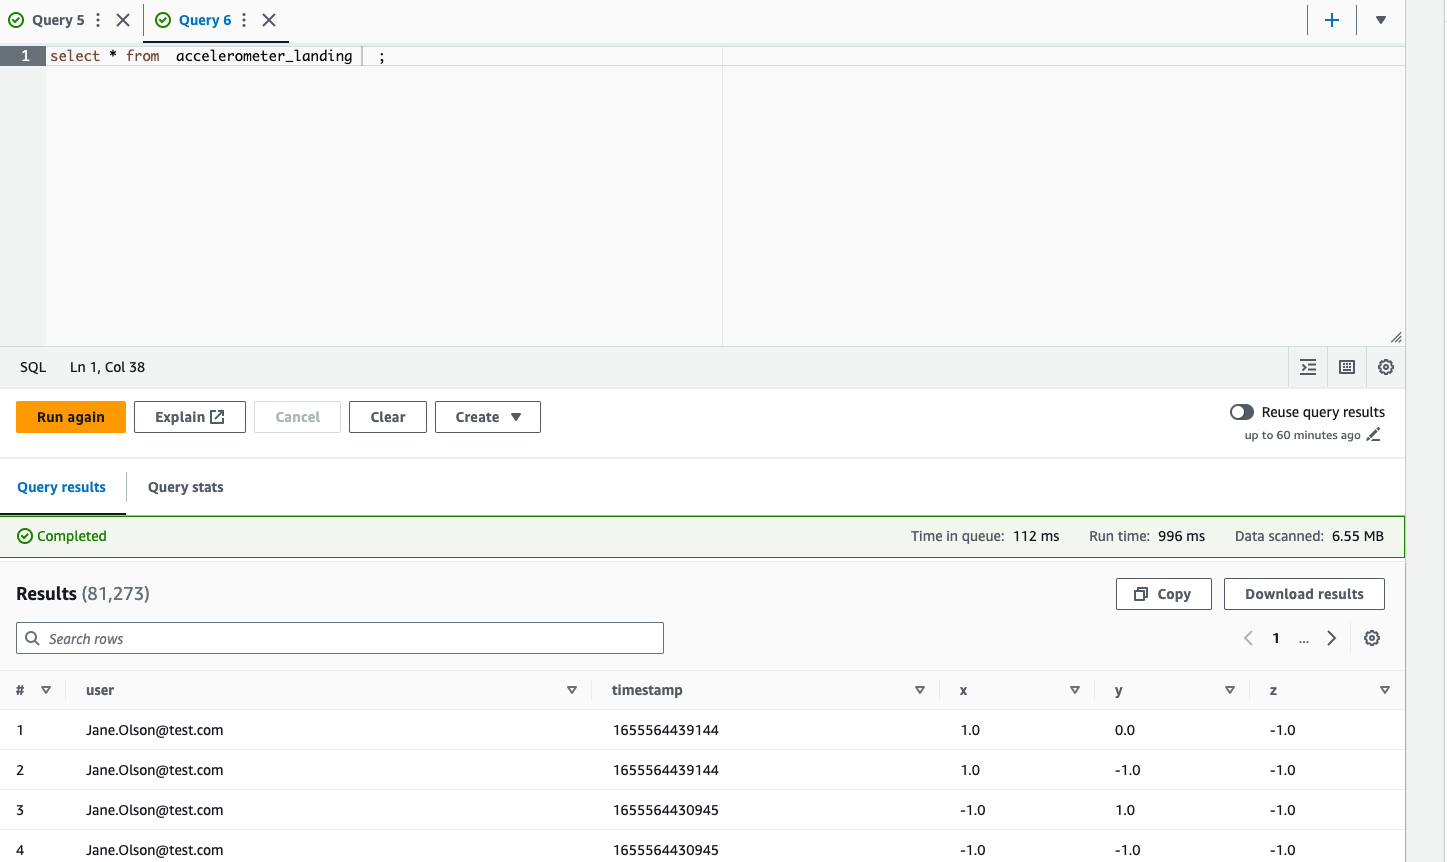 Query 5 Query 6
1 select * from  accelerometer_landing   ;
SQL Ln 1, Col 38
Run again Explain Cancel Clear Create Reuse query results
up to 60 minutes ago
Query results Query stats
Completed Time in queue: 112 ms Run time: 996 ms Data scanned: 6.55 MB
Results (81,273) Copy Download results
Search rows 1 ...
# user timestamp x y z
1 Jane.Olson@test.com 1655564439144 1.0 0.0 -1.0
2 Jane.Olson@test.com 1655564439144 1.0 -1.0 -1.0
3 Jane.Olson@test.com 1655564430945 -1.0 1.0 -1.0
4 Jane.Olson@test.com 1655564430945 -1.0 -1.0 -1.0